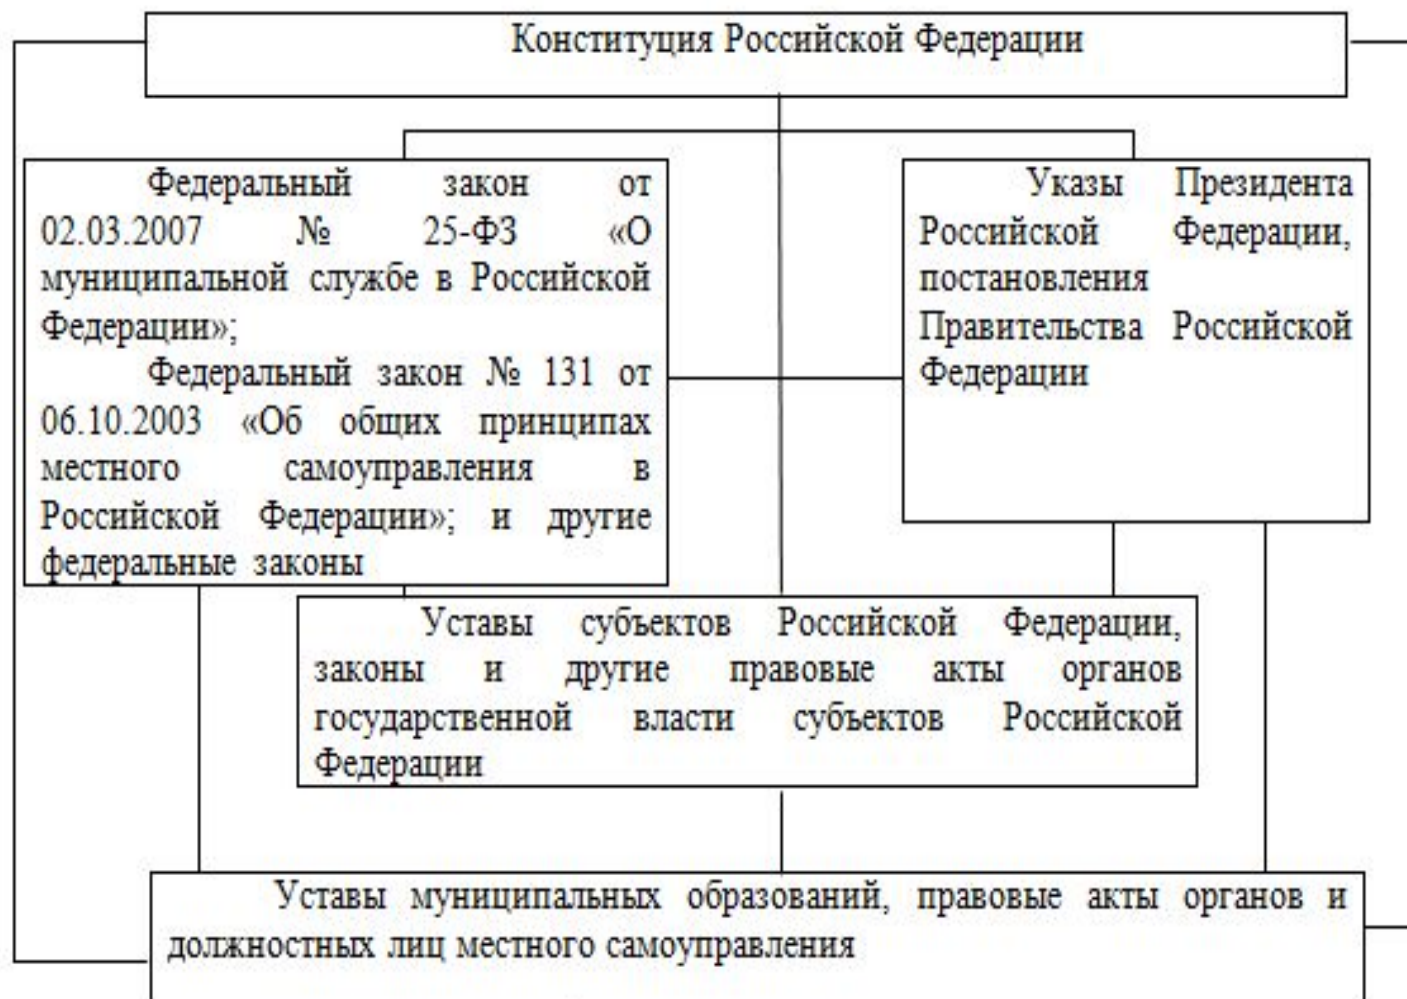 Конституция Российской Федерации
Федеральный закон от
02.03.2007 № 25-ФЗ «О
муниципальной службе в Российской
Федерации»;
Федеральный закон № 131 от
06.10.2003 «Об общих принципах
местного самоуправления в
Российской Федерации»; и другие
федеральные законы
Указы Президента
Российской Федерации,
постановления
Правительства Российской
Федерации
Уставы субъектов Российской Федерации,
законы и другие правовые акты органов
государственной власти субъектов Российской
Федерации
Уставы муниципальных образований, правовые акты органов и
должностных лиц местного самоуправления